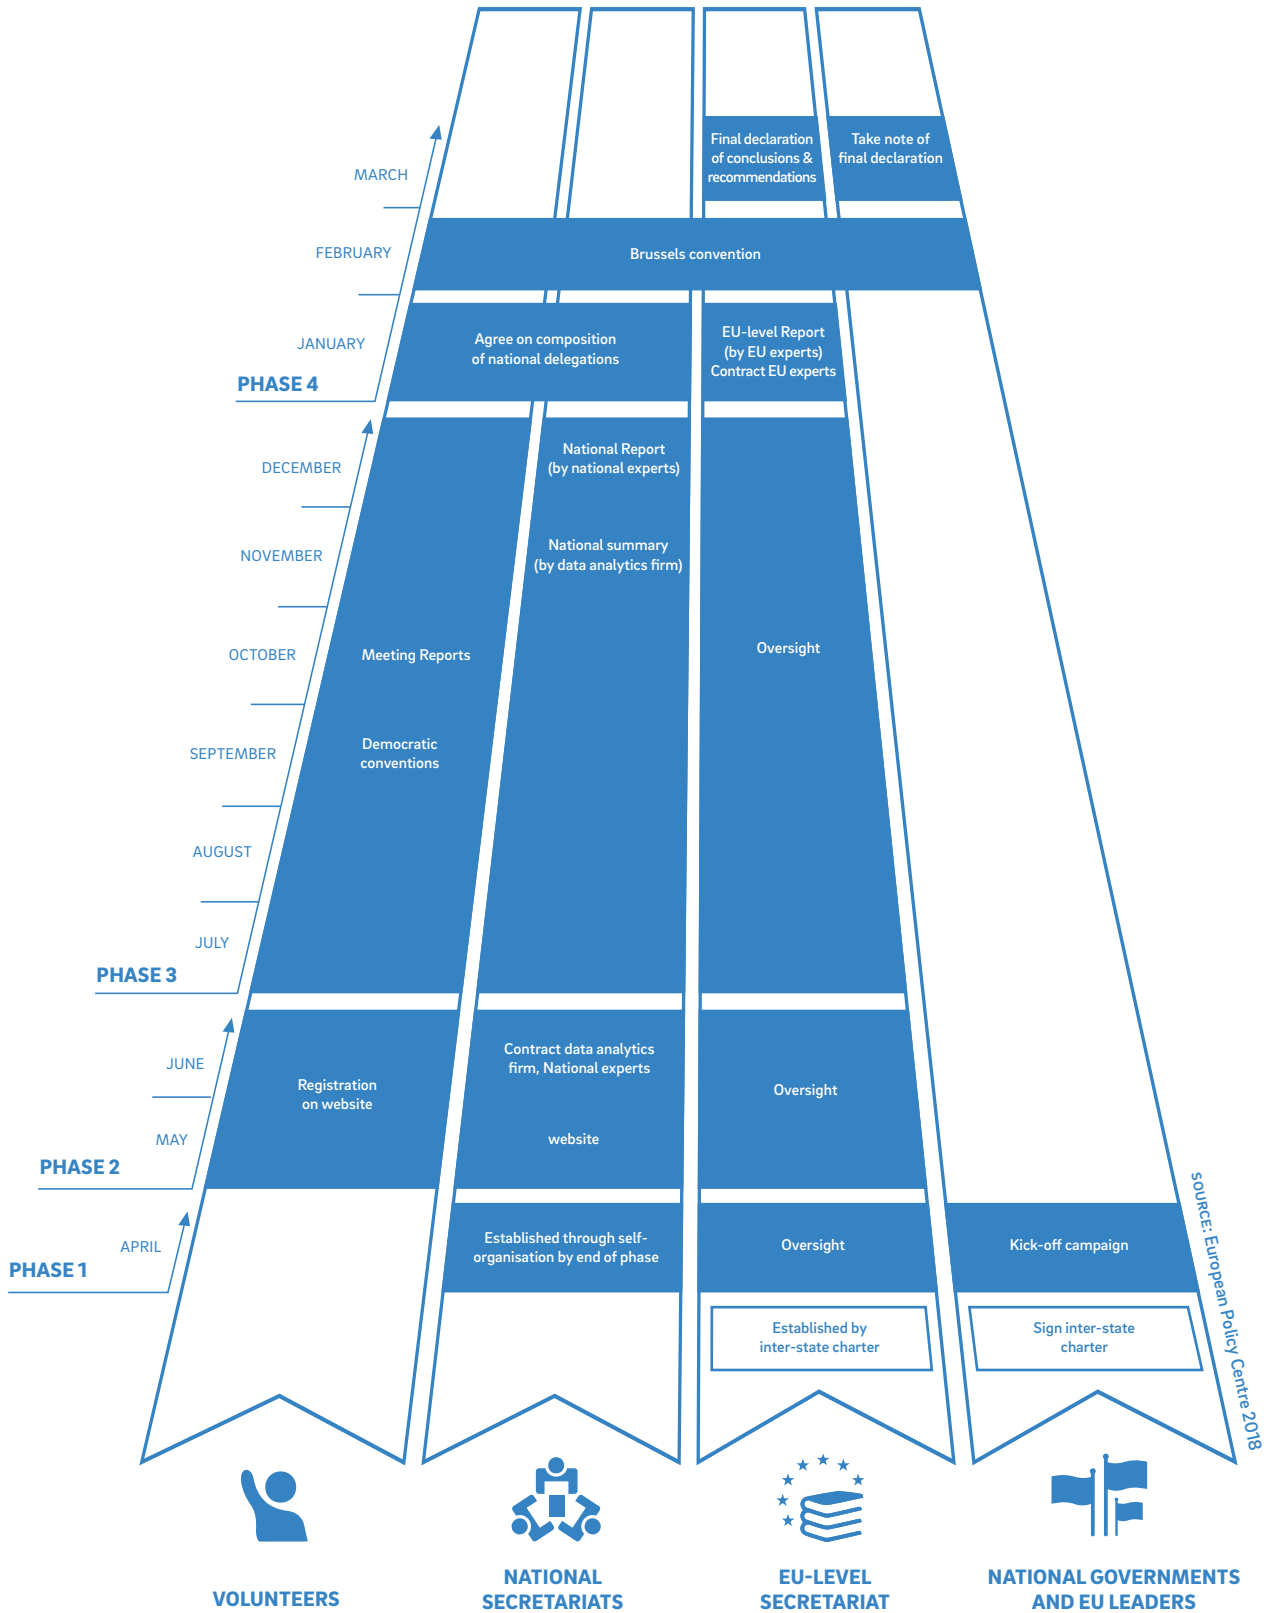 Final declaration
of conclusions &
recommendations
Take note of
final declaration
MARCH
FEBRUARY
Brussels convention
JANUARY
Agree on composition
of national delegations
EU-level Report
(by EU experts)
Contract EU experts
PHASE 4
DECEMBER
National Report
(by national experts)
NOVEMBER
National summary
(by data analytics firm)
OCTOBER
Meeting Reports
Oversight
SEPTEMBER
Democratic
conventions
AUGUST
JULY
PHASE 3
JUNE
Contract data analytics
firm, National experts
Registration
on website
Oversight
MAY
website
PHASE 2
APRIL
Established through self-
organisation by end of phase
Oversight
Kick-off campaign
PHASE 1
Established by
inter-state charter
Sign inter-state
charter
SOURCE: European Policy Centre 2018
VOLUNTEERS
NATIONAL
SECRETARIATS
EU-LEVEL
SECRETARIAT
NATIONAL GOVERNMENTS
AND EU LEADERS